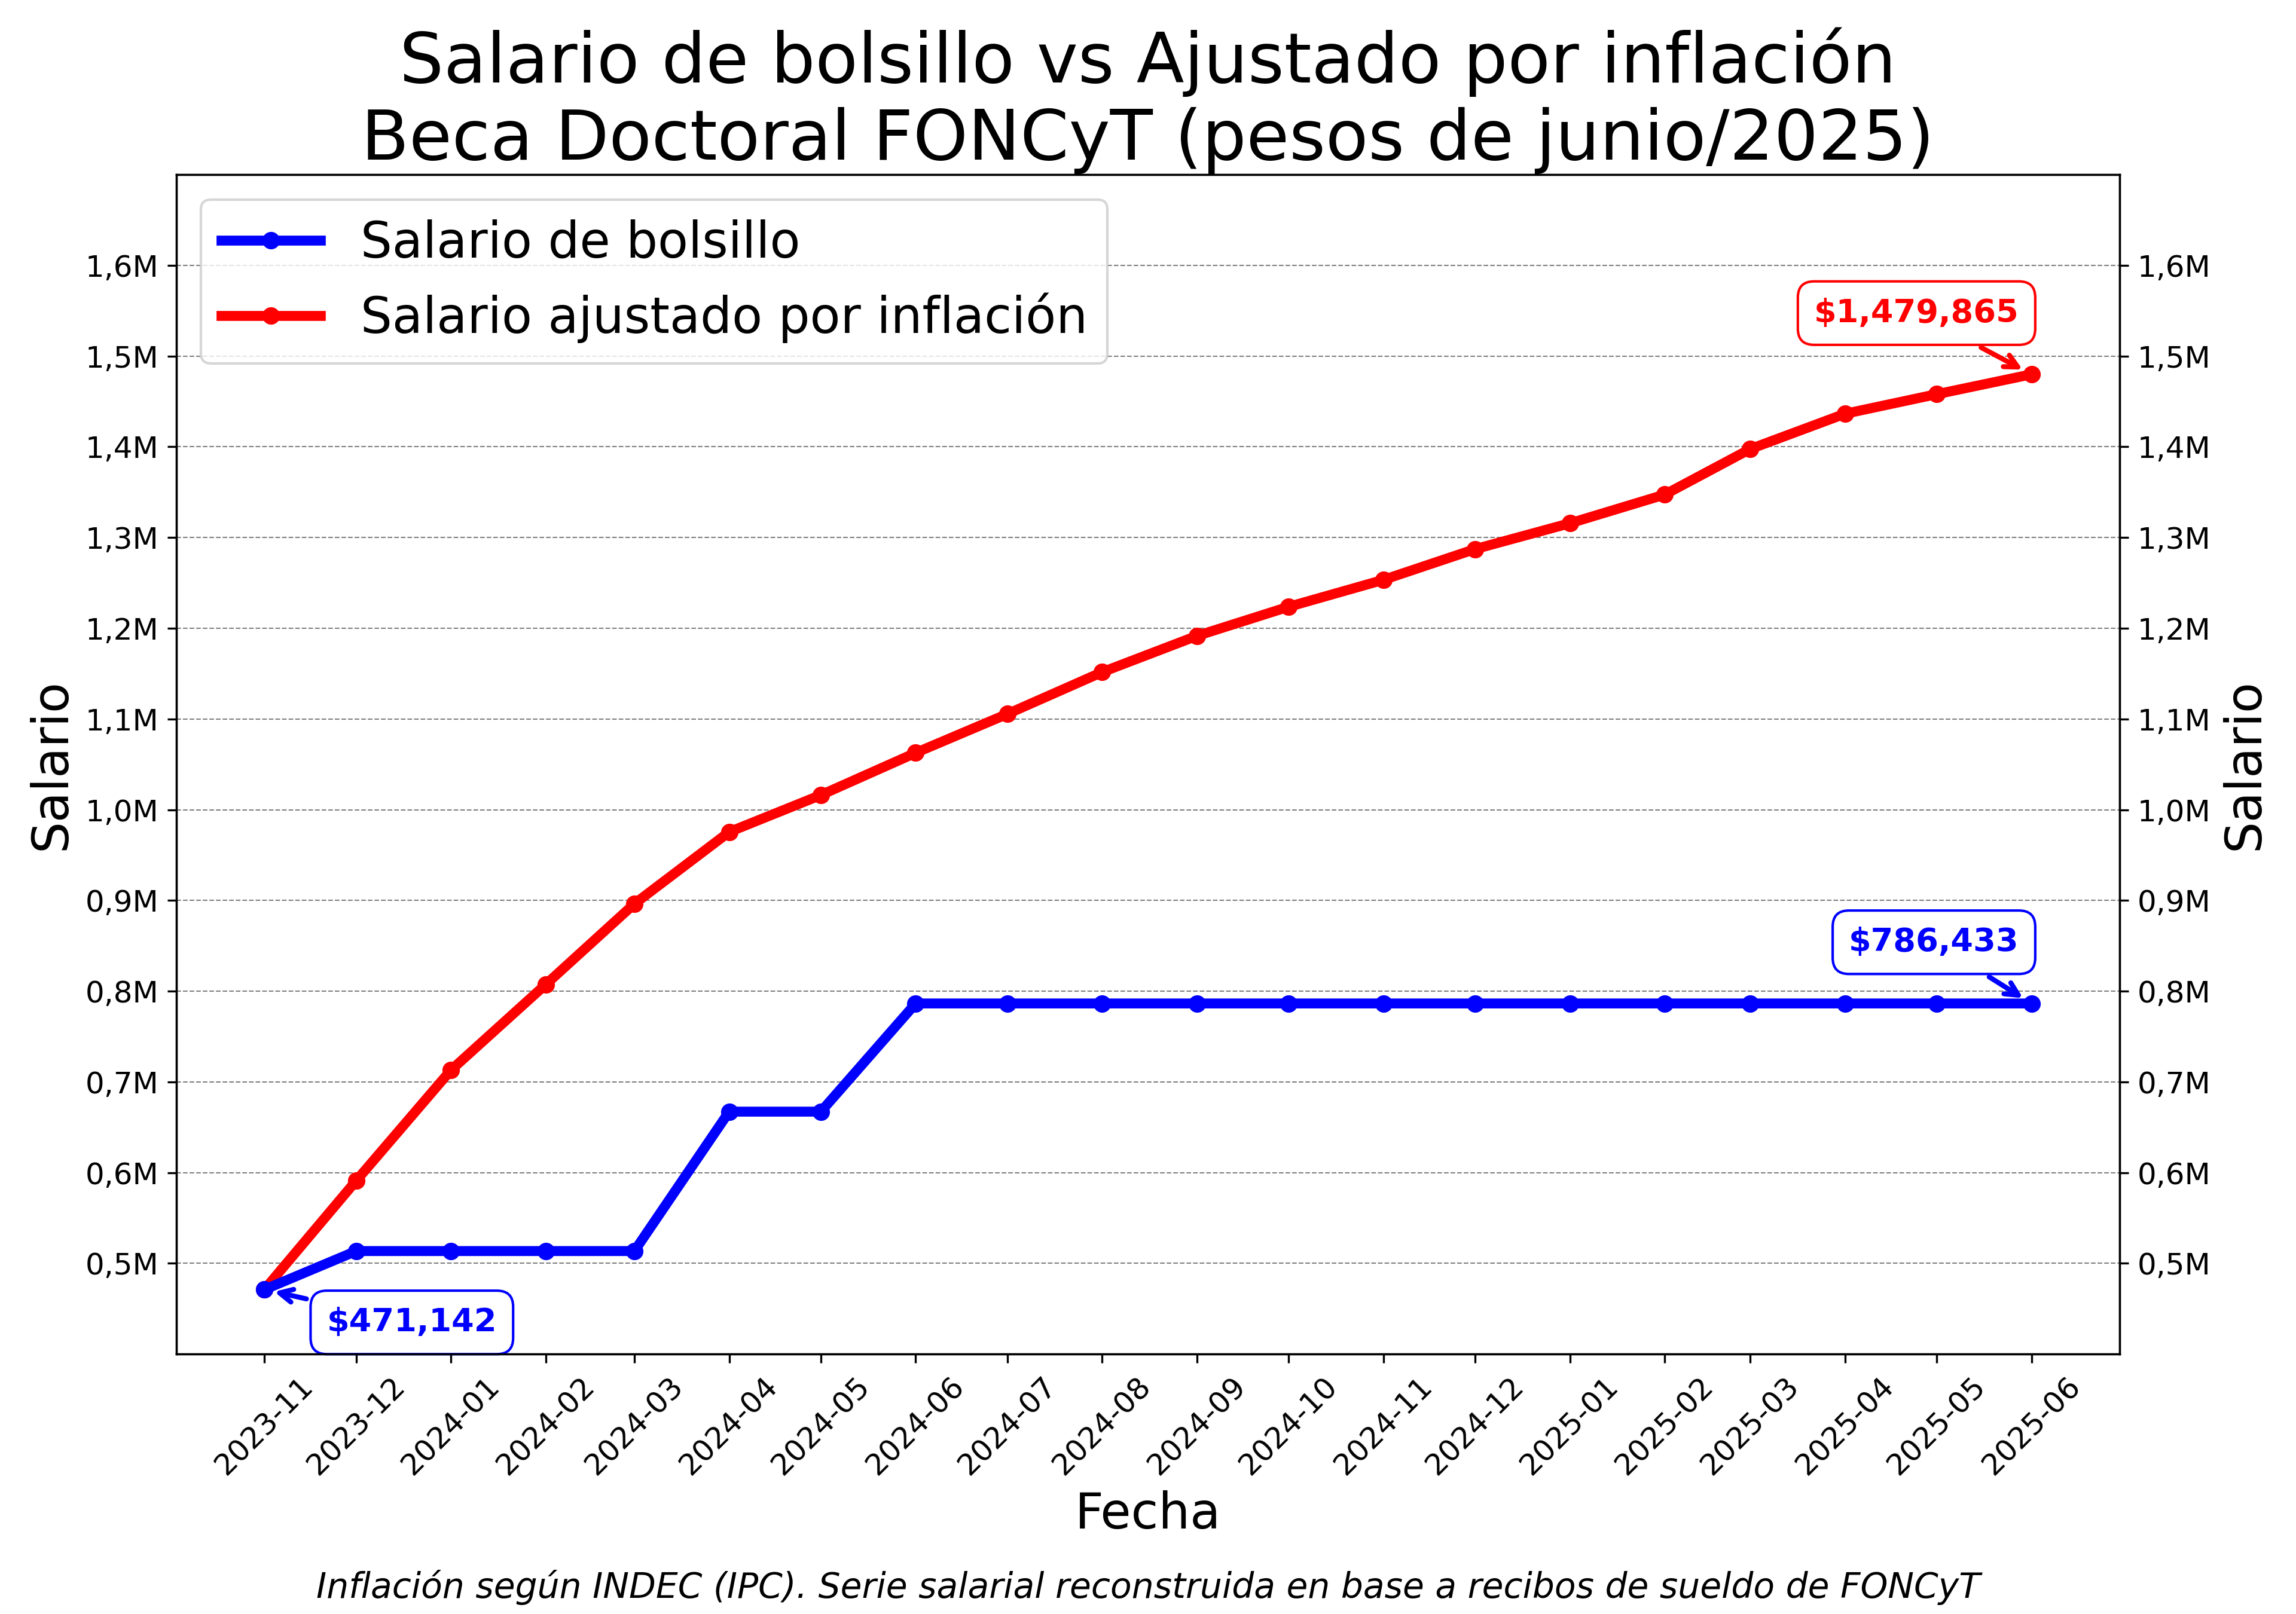 Salario de bolsillo vs Ajustado por inflación
Beca Doctoral FONCyT (pesos de junio/2025)
Salario de bolsillo
Salario ajustado por inflación
1,6M
1,5M
1,4M
1,3M
1,2M
1,1M
1,0M
0,9M
0,8M
0,7M
0,6M
0,5M
Salario
$1,479,865
$786,433
$471,142
1,6M
1,5M
1,4M
1,3M
1,2M
1,1M
1,0M
0,9M
0,8M
0,7M
0,6M
0,5M
Salario
2023-11
2023-12
2024-01
2024-02
2024-03
2024-04
2024-05
2024-06
2024-07
2024-08
2024-09
2024-10
2024-11
2024-12
2025-01
2025-02
2025-03
2025-04
2025-05
2025-06
Fecha
Inflación según INDEC (IPC). Serie salarial reconstruida en base a recibos de sueldo de FONCyT